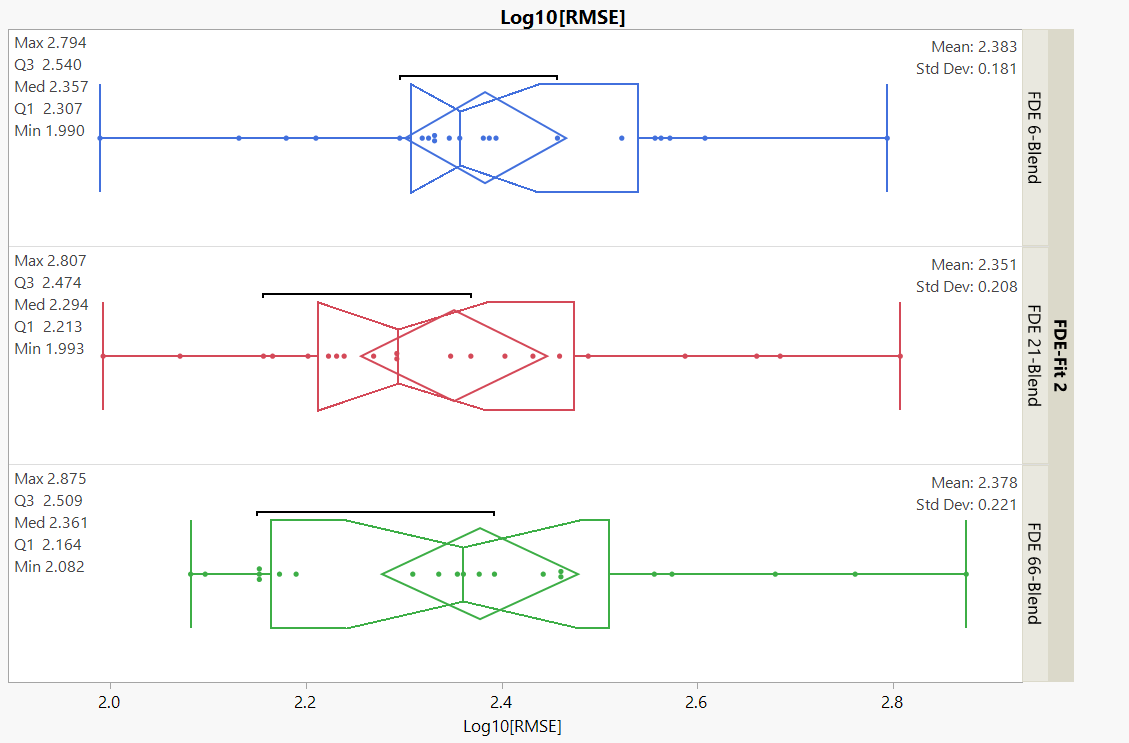 Log10[RMSE]
Max 2.794
Q3 2.540
Med 2.357
Q1 2.307
Min 1.990
Mean: 2.383
Std Dev: 0.181
FDE 6-Blend
Max 2.807
Q3 2.474
Med 2.294
Q1 2.213
Min 1.993
Mean: 2.351
Std Dev: 0.208
FDE 21-Blend
FDE-Fit 2
Max 2.875
Q3 2.509
Med 2.361
Q1 2.164
Min 2.082
Mean: 2.378
Std Dev: 0.221
FDE 66-Blend
2.0 2.2 2.4 2.6 2.8
Log10[RMSE]